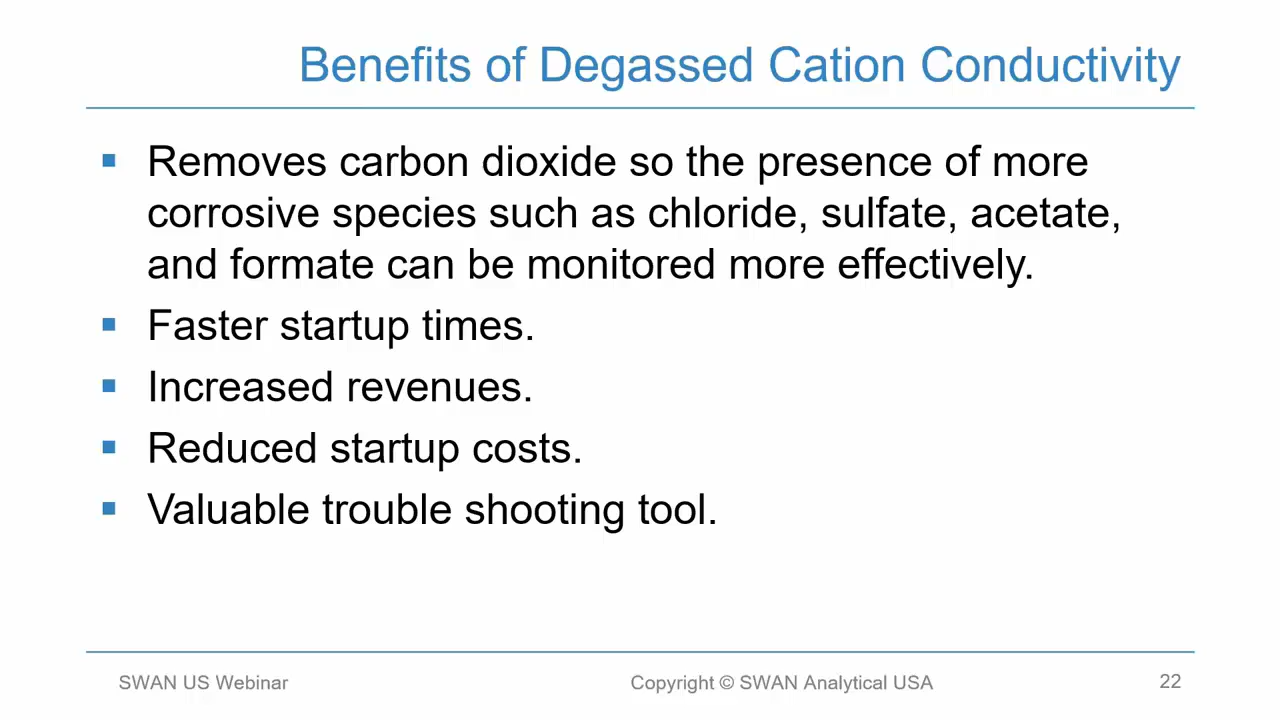 Benefits of Degassed Cation Conductivity
▪ Removes carbon dioxide so the presence of more
corrosive species such as chloride, sulfate, acetate,
and formate can be monitored more effectively.
▪ Faster startup times.
▪ Increased revenues.
▪ Reduced startup costs.
▪ Valuable trouble shooting tool.
SWAN US Webinar
Copyright © SWAN Analytical USA
22